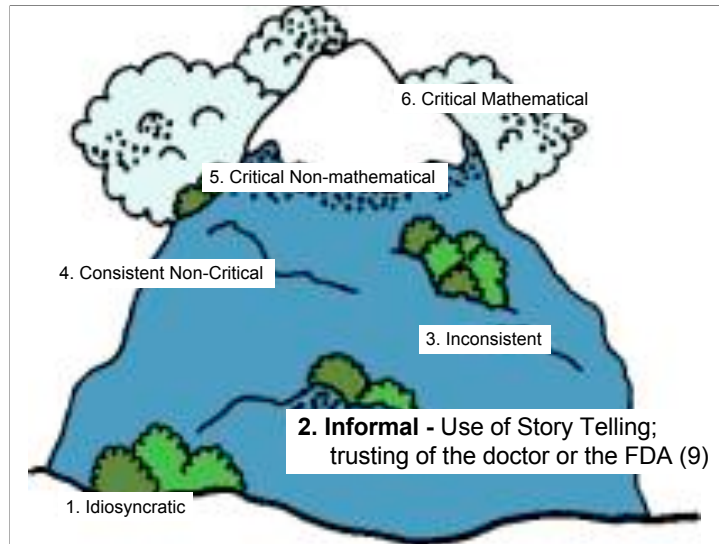 6. Critical Mathematical
5. Critical Non-mathematical
4. Consistent Non-Critical
3. Inconsistent
2. Informal - Use of Story Telling;
trusting of the doctor or the FDA (9)
1. Idiosyncratic